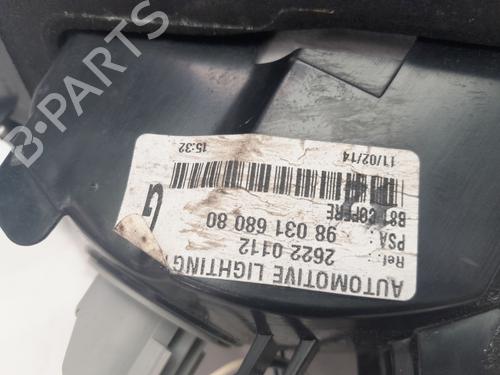 AUTOMOTIVE LIGHTING
Ref.: 2622 0112
PSA: 98 031 680 80
B81 COFFRE
G
11/02/14 15:32
B-PARTS